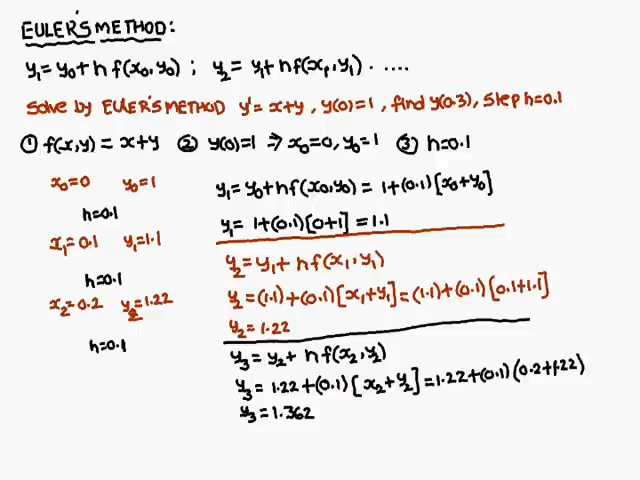 EULER'S METHOD:
y₁ = y₀ + h f(x₀, y₀) ; y₂ = y₁ + h f(x₁, y₁) . ....
Solve by EULER'S METHOD y' = x+y , y(0)=1 , find y(0.3), Step h=0.1
① f(x,y) = x+y ② y(0)=1 ⇒ x₀=0, y₀=1 ③ h=0.1
x₀=0 y₀=1
h=0.1
x₁=0.1 y₁=1.1
h=0.1
x₂=0.2 y₂=1.22
h=0.1
y₁ = y₀ + h f(x₀, y₀) = 1+(0.1)[x₀+y₀]
y₁ = 1+(0.1)[0+1] = 1.1
y₂ = y₁ + h f(x₁, y₁)
y₂ = (1.1)+(0.1)[x₁+y₁] = (1.1)+(0.1)[0.1+1.1]
y₂ = 1.22
y₃ = y₂ + h f(x₂, y₂)
y₃ = 1.22+(0.1)[x₂+y₂] = 1.22+(0.1)(0.2+1.22)
y₃ = 1.362